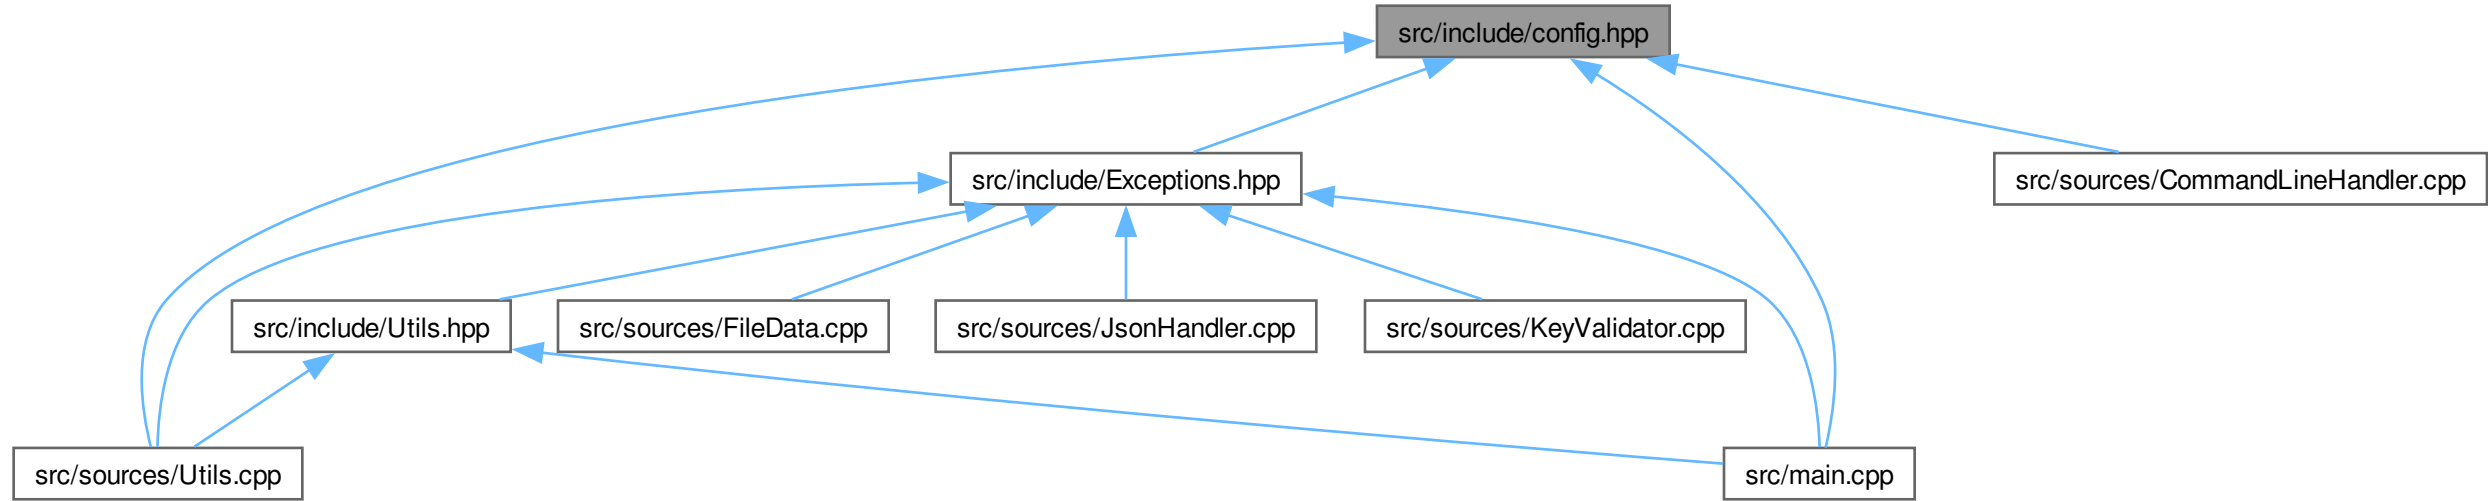 src/include/config.hpp
src/include/Exceptions.hpp
src/sources/CommandLineHandler.cpp
src/include/Utils.hpp
src/sources/FileData.cpp
src/sources/JsonHandler.cpp
src/sources/KeyValidator.cpp
src/sources/Utils.cpp
src/main.cpp